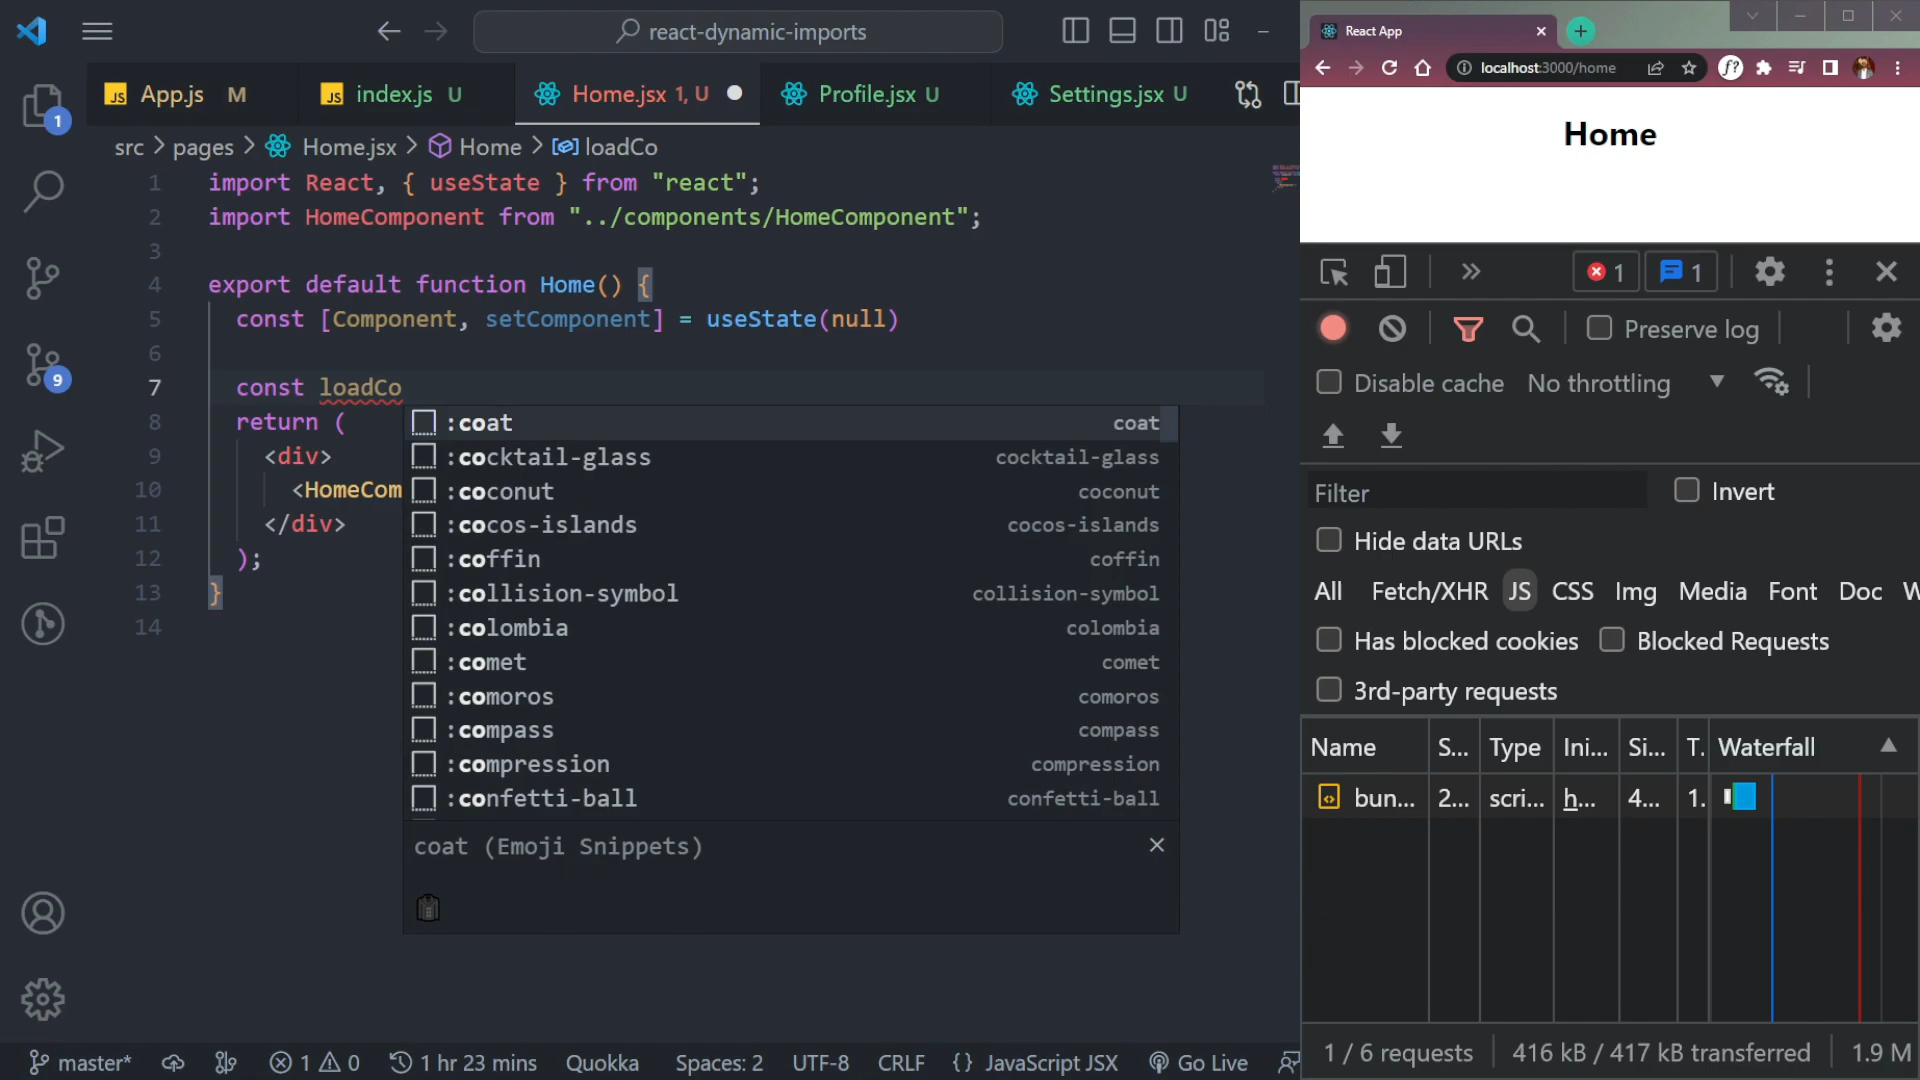 react-dynamic-imports
JS App.js M
JS index.js U
Home.jsx 1, U
Profile.jsx U
Settings.jsx U
src > pages > Home.jsx > Home > loadCo
1 import React, { useState } from "react";
2 import HomeComponent from "../components/HomeComponent";
3
4 export default function Home() {
5 const [Component, setComponent] = useState(null)
6
7 const loadCo
8 return (
9 <div>
10 <HomeCom
11 </div>
12 );
13 }
14
:coat coat
:cocktail-glass cocktail-glass
:coconut coconut
:cocos-islands cocos-islands
:coffin coffin
:collision-symbol collision-symbol
:colombia colombia
:comet comet
:comoros comoros
:compass compass
:compression compression
:confetti-ball confetti-ball
coat (Emoji Snippets)
1
9
master* 1 0 1 hr 23 mins Quokka Spaces: 2 UTF-8 CRLF {} JavaScript JSX Go Live
React App
localhost:3000/home
f?
Home
1 1
Preserve log
Disable cache No throttling
Filter Invert
Hide data URLs
All Fetch/XHR JS CSS Img Media Font Doc W
Has blocked cookies Blocked Requests
3rd-party requests
Name S... Type Ini... Si... T. Waterfall
bun... 2... scri... h... 4... 1.
1 / 6 requests 416 kB / 417 kB transferred 1.9 M